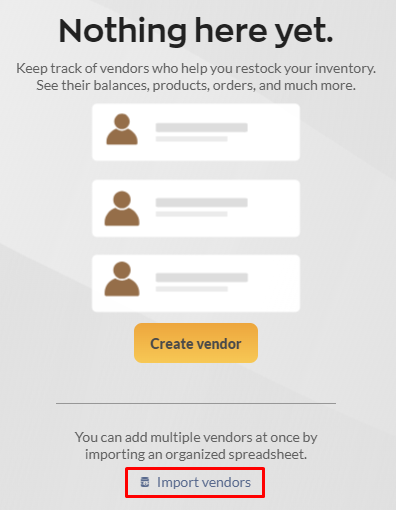 Nothing here yet.
Keep track of vendors who help you restock your inventory.
See their balances, products, orders, and much more.
Create vendor
You can add multiple vendors at once by
importing an organized spreadsheet.
Import vendors